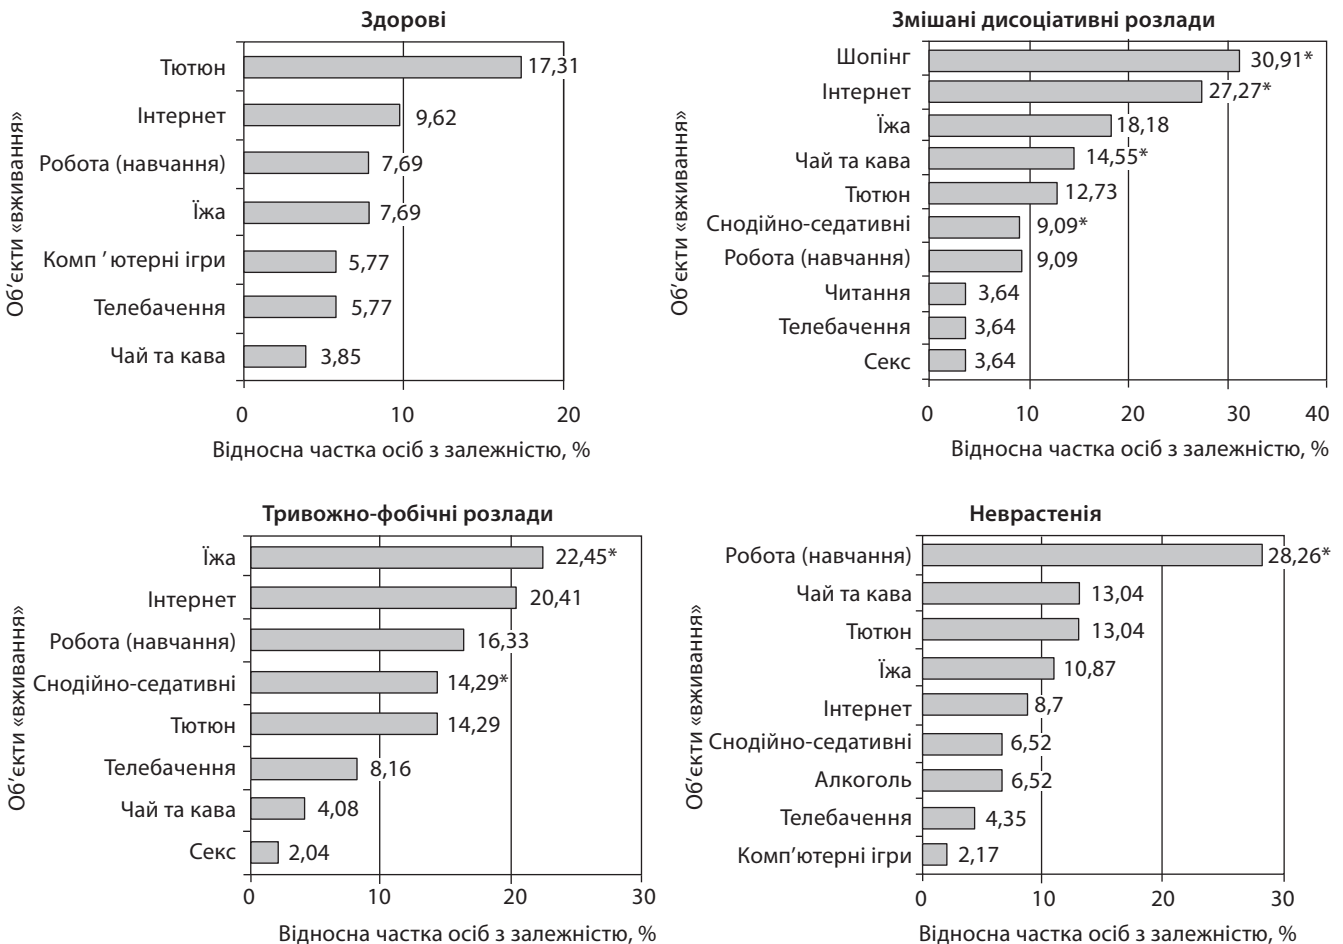 Здорові
Об’єкти «вживання»
Тютюн 17,31
Інтернет 9,62
Робота (навчання) 7,69
Їжа 7,69
Комп ’ютерні ігри 5,77
Телебачення 5,77
Чай та кава 3,85
0 10 20
Відносна частка осіб з залежністю, %
Змішані дисоціативні розлади
Об’єкти «вживання»
Шопінг 30,91*
Інтернет 27,27*
Їжа 18,18
Чай та кава 14,55*
Тютюн 12,73
Снодійно-седативні 9,09*
Робота (навчання) 9,09
Читання 3,64
Телебачення 3,64
Секс 3,64
0 10 20 30 40
Відносна частка осіб з залежністю, %
Тривожно-фобічні розлади
Об’єкти «вживання»
Їжа 22,45*
Інтернет 20,41
Робота (навчання) 16,33
Снодійно-седативні 14,29*
Тютюн 14,29
Телебачення 8,16
Чай та кава 4,08
Секс 2,04
0 10 20 30
Відносна частка осіб з залежністю, %
Неврастенія
Об’єкти «вживання»
Робота (навчання) 28,26*
Чай та кава 13,04
Тютюн 13,04
Їжа 10,87
Інтернет 8,7
Снодійно-седативні 6,52
Алкоголь 6,52
Телебачення 4,35
Комп’ютерні ігри 2,17
0 10 20 30
Відносна частка осіб з залежністю, %